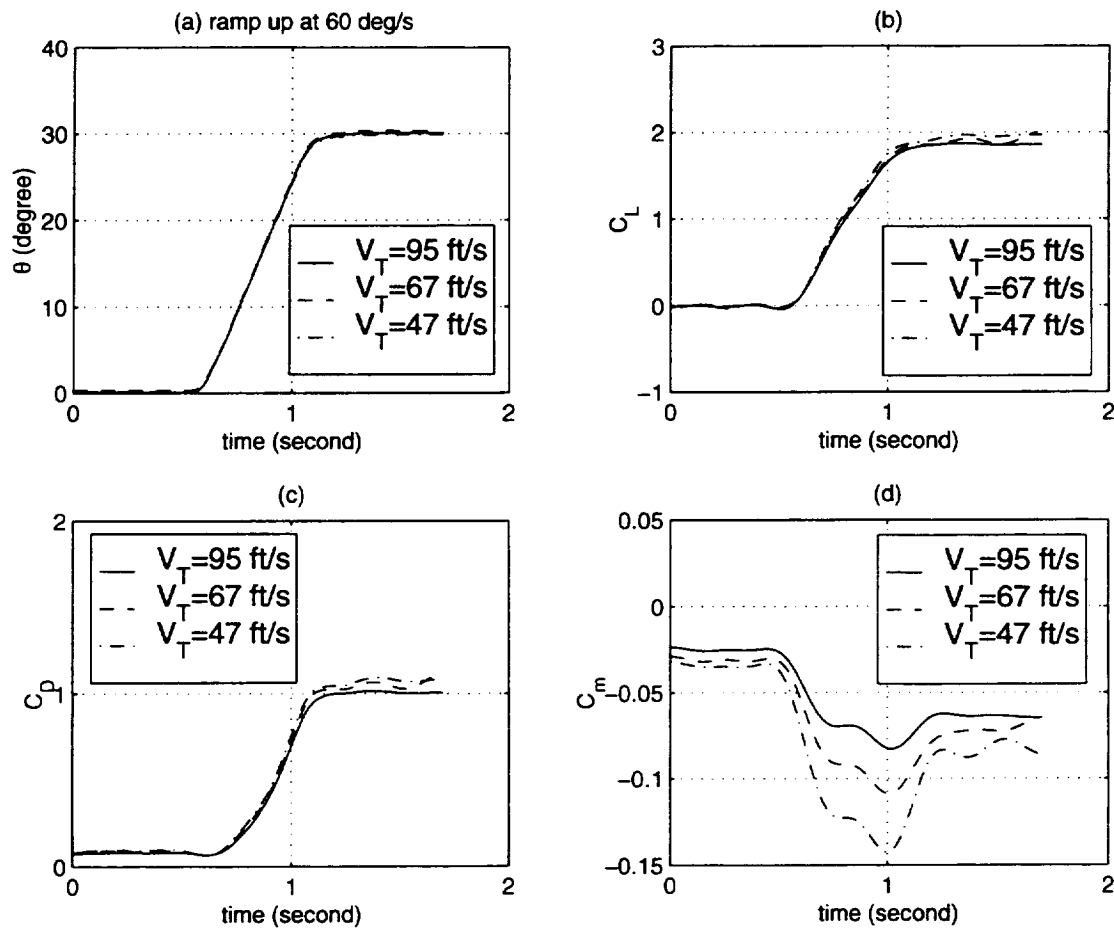 (a) ramp up at 60 deg/s
40
30
20
10
0
θ (degree)
V_T=95 ft/s
V_T=67 ft/s
V_T=47 ft/s
0 1 2
time (second)
(b)
3
2
1
0
−1
C_L
V_T=95 ft/s
V_T=67 ft/s
V_T=47 ft/s
0 1 2
time (second)
(c)
2
1
0
C_D
V_T=95 ft/s
V_T=67 ft/s
V_T=47 ft/s
0 1 2
time (second)
(d)
0.05
0
−0.05
−0.1
−0.15
C_m
V_T=95 ft/s
V_T=67 ft/s
V_T=47 ft/s
0 1 2
time (second)